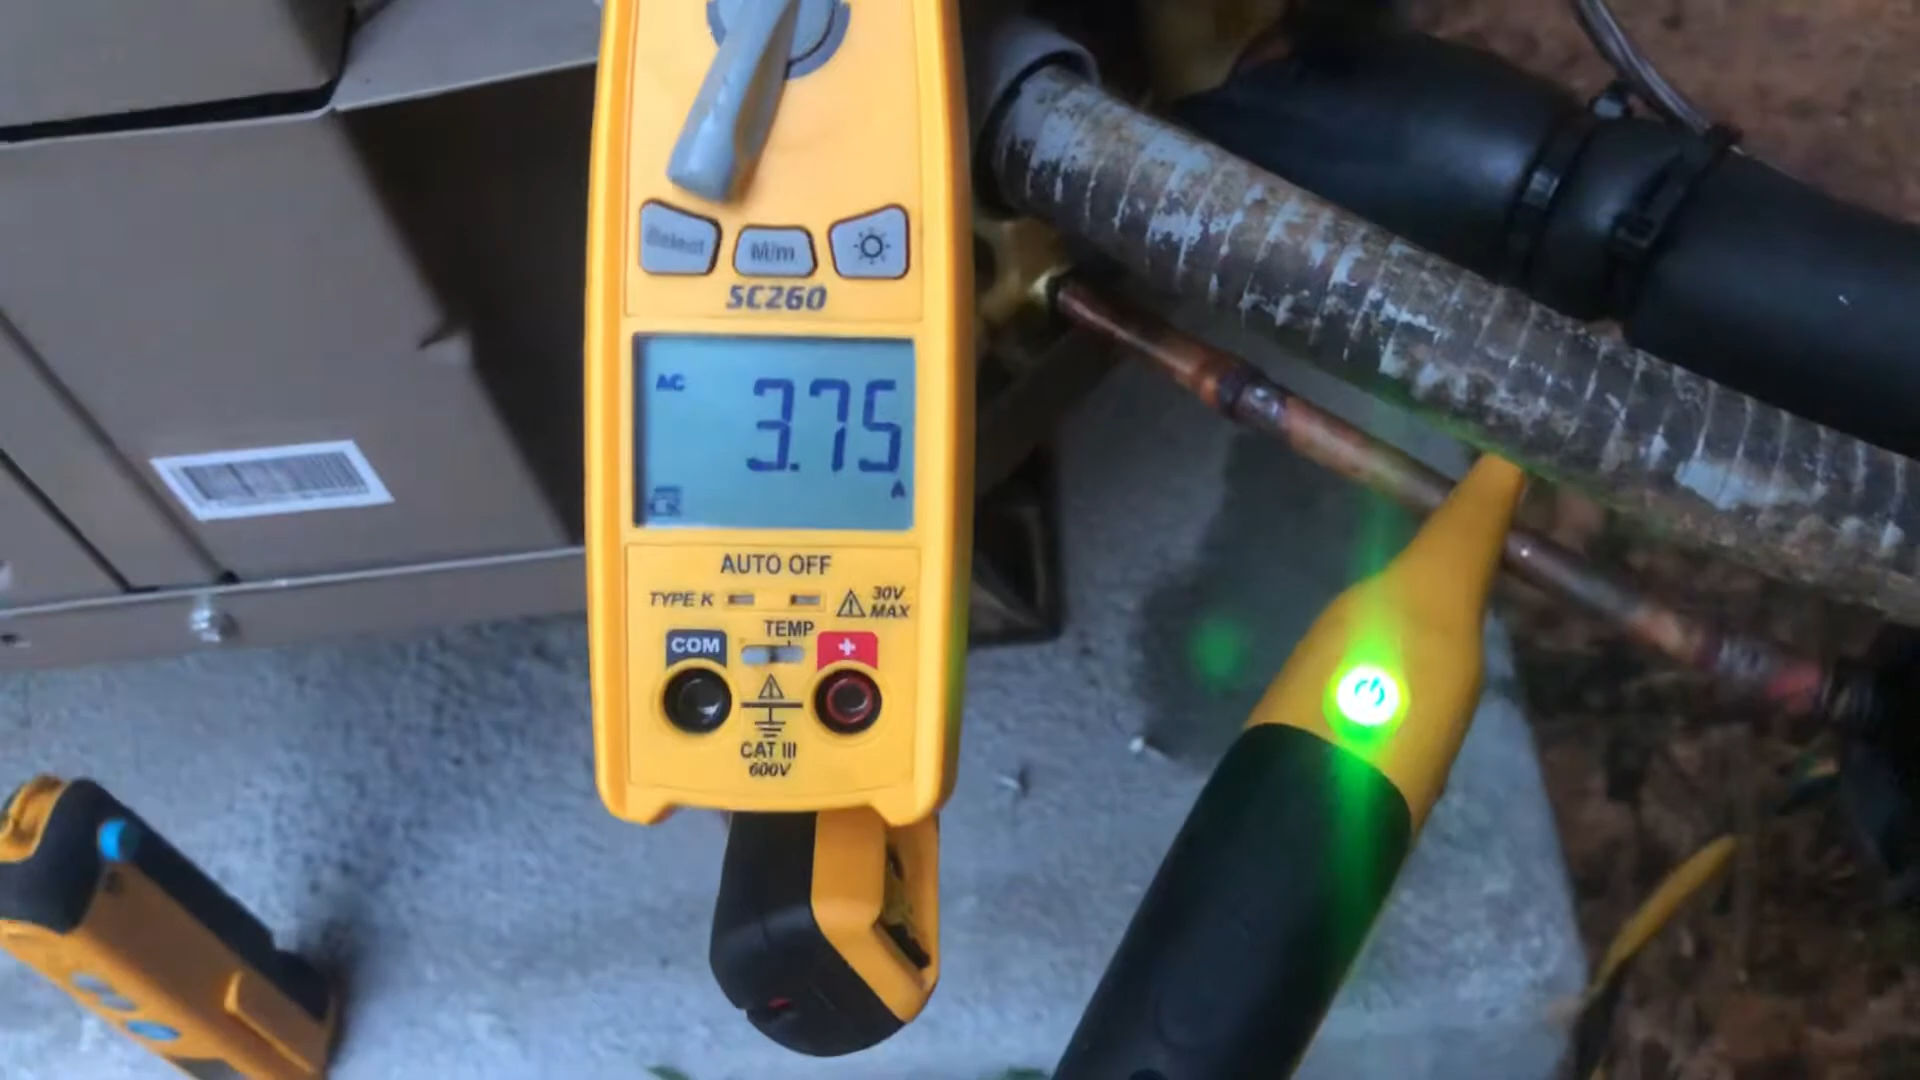 Select
M/m
SC260
AC
3.75
A
AUTO OFF
TYPE K
30V
MAX
TEMP
COM
+
CAT III
600V